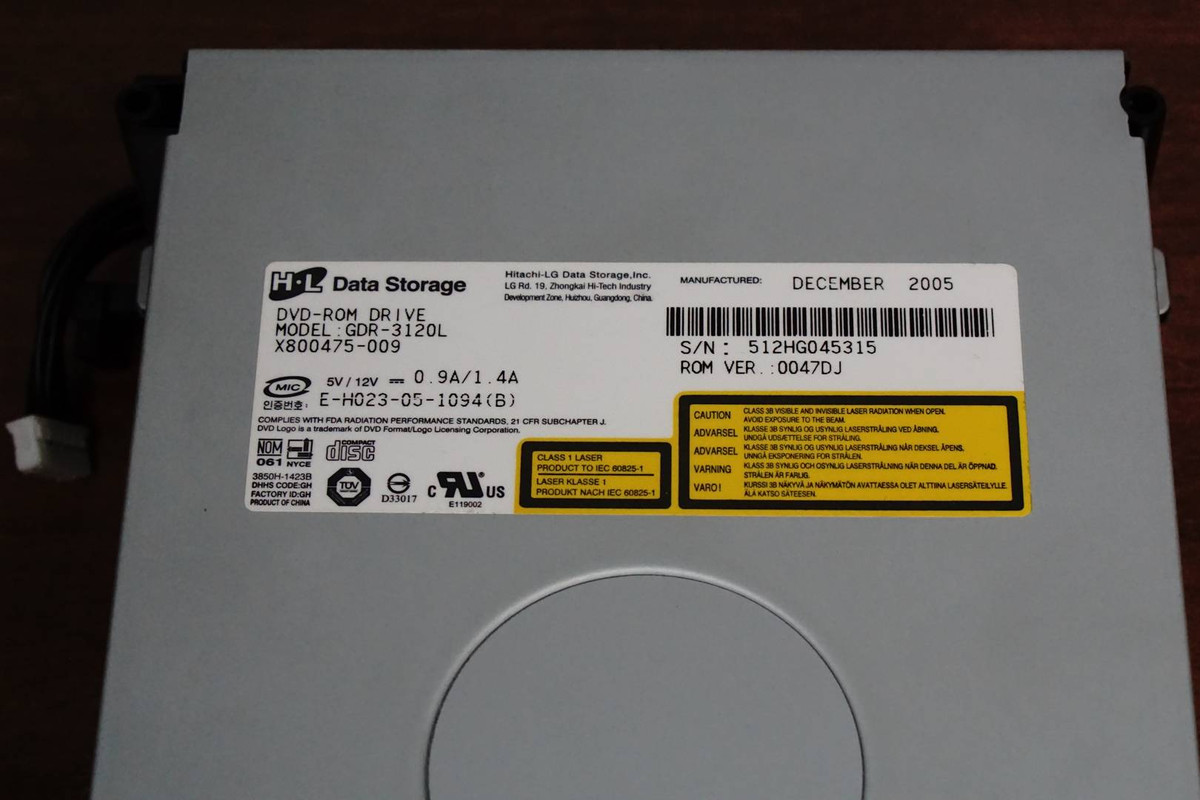 H·L Data Storage
Hitachi-LG Data Storage,Inc.
LG Rd. 19, Zhongkai Hi-Tech Industry
Development Zone, Huizhou, Guangdong, China.
MANUFACTURED: DECEMBER 2005
DVD-ROM DRIVE
MODEL:GDR-3120L
X800475-009
S/N: 512HG045315
ROM VER.:0047DJ
MIC
인증번호:
5V / 12V ⎓ 0.9A/1.4A
E-H023-05-1094(B)
COMPLIES WITH FDA RADIATION PERFORMANCE STANDARDS, 21 CFR SUBCHAPTER J.
DVD Logo is a trademark of DVD Format/Logo Licensing Corporation.
NOM
061 NYCE
COMPACT
disc
3850H-1423B
DHHS CODE:GH
FACTORY ID:GH
PRODUCT OF CHINA
TÜV
D33017
C UR US
E119002
CLASS 1 LASER
PRODUCT TO IEC 60825-1
LASER KLASSE 1
PRODUKT NACH IEC 60825-1
CAUTION CLASS 3B VISIBLE AND INVISIBLE LASER RADIATION WHEN OPEN.
AVOID EXPOSURE TO THE BEAM.
ADVARSEL KLASSE 3B SYNLIG OG USYNLIG LASERSTRÅLING VED ÅBNING.
UNDGÅ UDSÆTTELSE FOR STRÅLING.
ADVARSEL KLASSE 3B SYNLIG OG USYNLIG LASERSTRÅLING NÅR DEKSEL ÅPENS.
UNNGÅ EKSPONERING FOR STRÅLEN.
VARNING KLASS 3B SYNLIG OCH OSYNLIG LASERSTRÅLNING NÄR DENNA DEL ÄR ÖPPNAD.
STRÅLEN ÄR FARLIG.
VARO! KURSSI 3B NÄKYVÄ JA NÄKYMÄTÖN AVATTAESSA OLET ALTTIINA LASERSÄTEILYLLE.
ÄLÄ KATSO SÄTEESEEN.